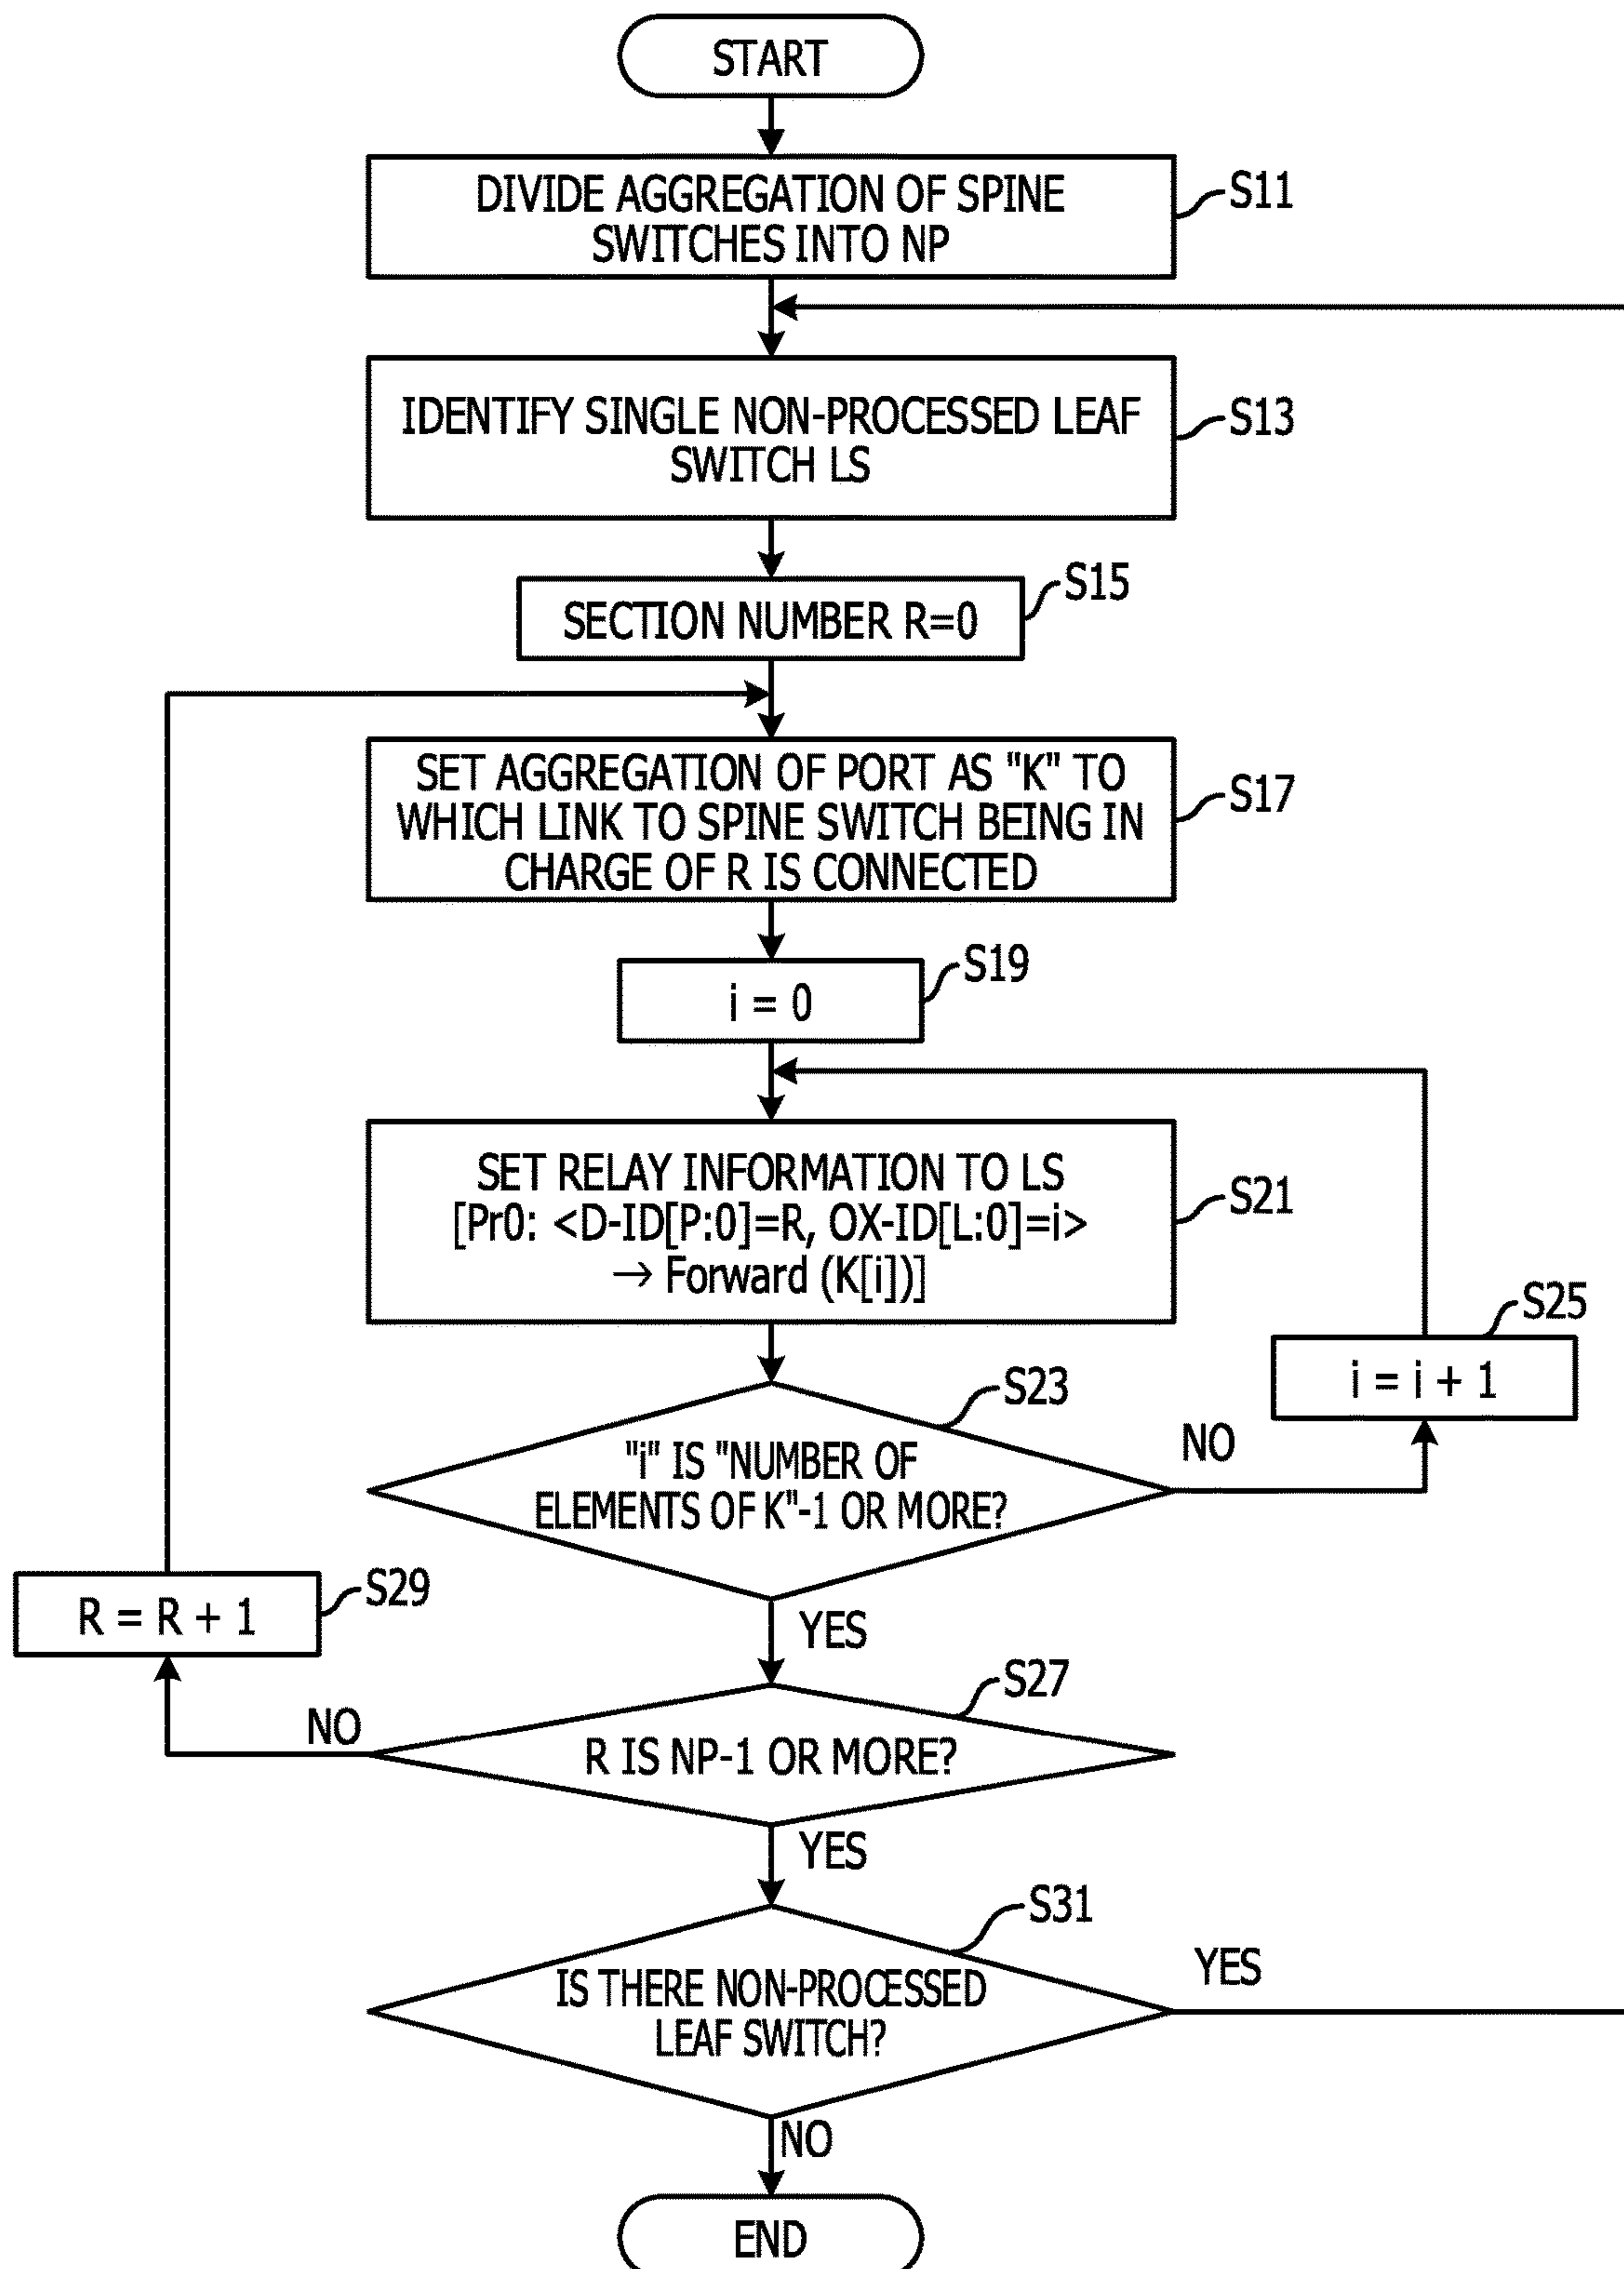 START
DIVIDE AGGREGATION OF SPINE
SWITCHES INTO NP
S11
IDENTIFY SINGLE NON-PROCESSED LEAF
SWITCH LS
S13
SECTION NUMBER R=0
S15
SET AGGREGATION OF PORT AS "K" TO
WHICH LINK TO SPINE SWITCH BEING IN
CHARGE OF R IS CONNECTED
S17
i = 0
S19
SET RELAY INFORMATION TO LS
[Pr0: <D-ID[P:0]=R, OX-ID[L:0]=i>
→ Forward (K[i])]
S21
S25
i = i + 1
S23
"i" IS "NUMBER OF
ELEMENTS OF K"-1 OR MORE?
NO
YES
S29
R = R + 1
S27
R IS NP-1 OR MORE?
NO
YES
S31
IS THERE NON-PROCESSED
LEAF SWITCH?
YES
NO
END